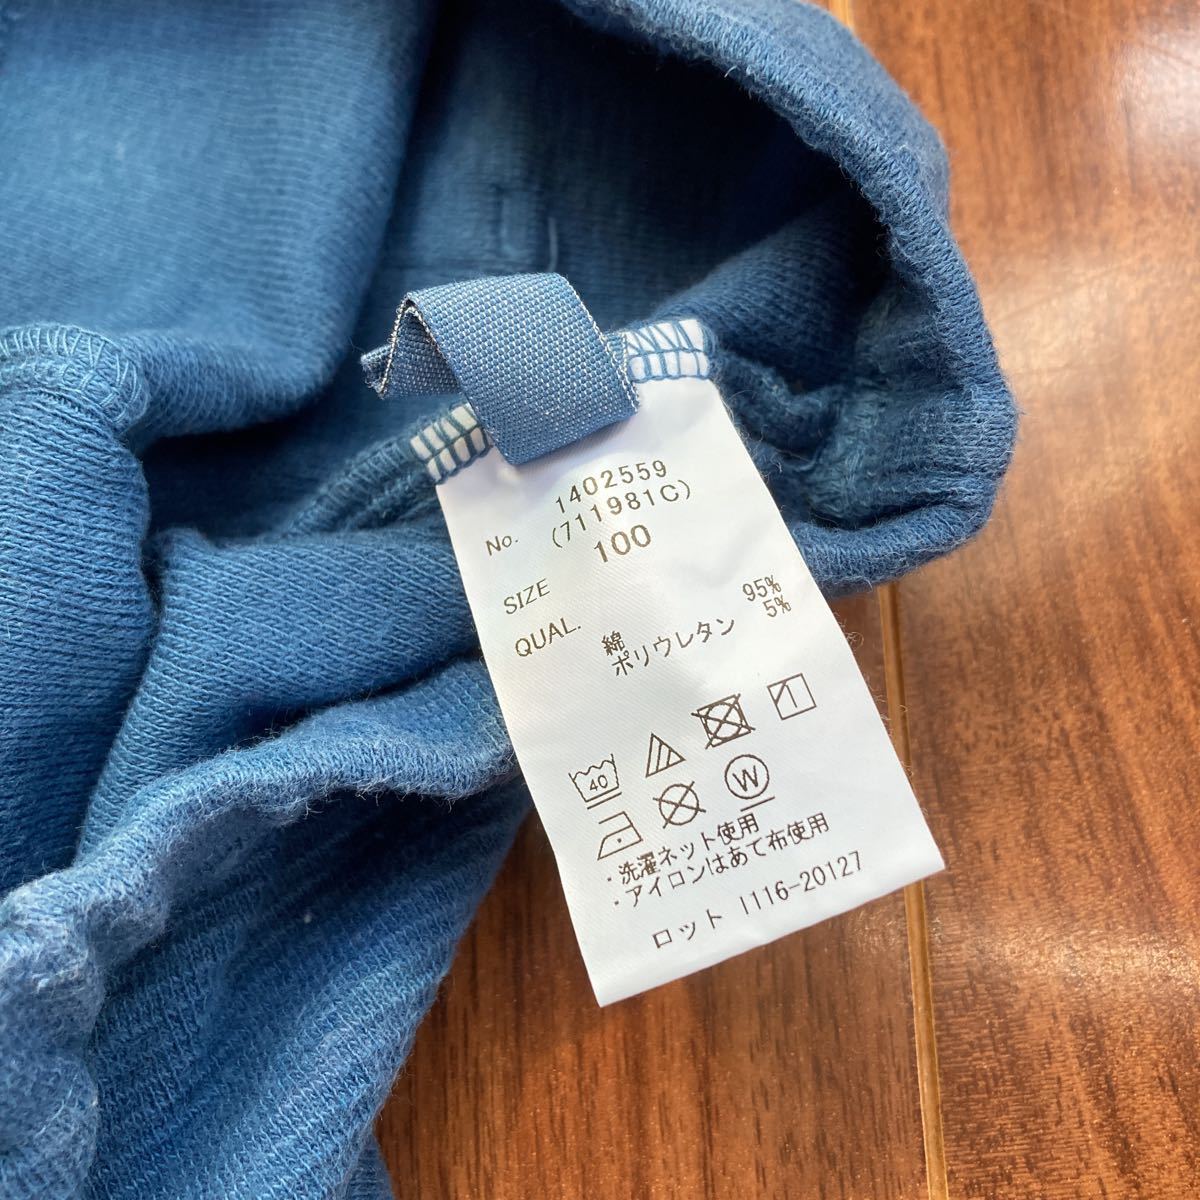 No. 1402559
(711981C)
SIZE 100
QUAL. 綿 95%
ポリウレタン 5%
40
W
・洗濯ネット使用
・アイロンはあて布使用
ロット I116-20127